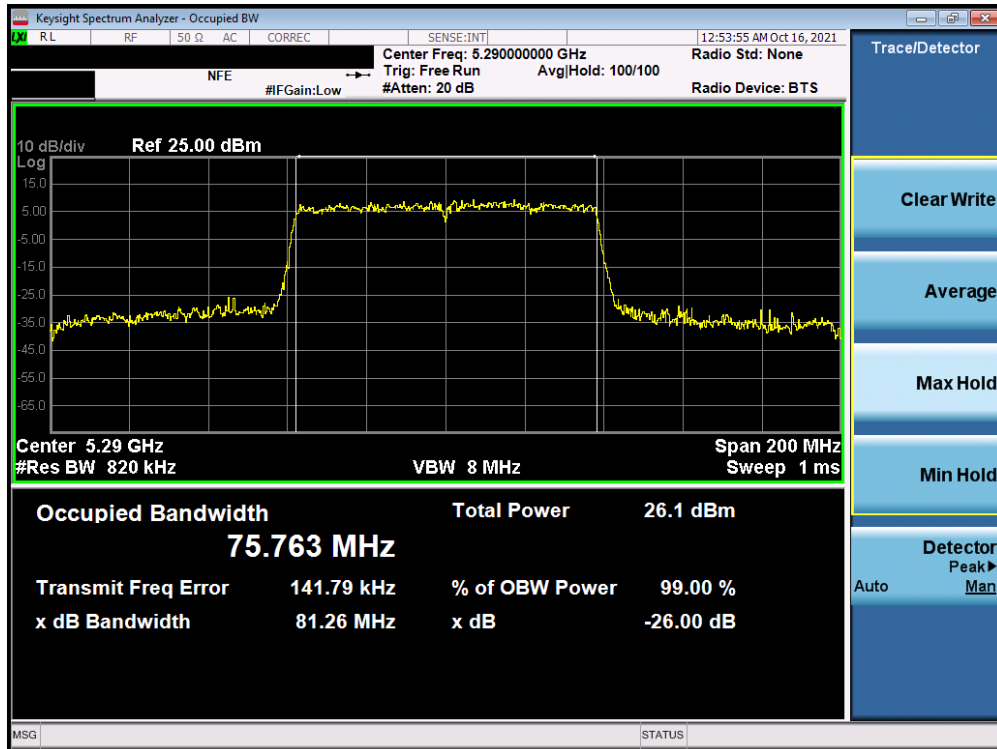 Keysight Spectrum Analyzer - Occupied BW
LXI RL RF 50 Ω AC CORREC SENSE:INT 12:53:55 AM Oct 16, 2021
NFE
#IFGain:Low
Center Freq: 5.290000000 GHz
Trig: Free Run Avg|Hold: 100/100
#Atten: 20 dB
Radio Std: None
Radio Device: BTS
Trace/Detector
10 dB/div Ref 25.00 dBm
Log
15.0
5.00
-5.00
-15.0
-25.0
-35.0
-45.0
-55.0
-65.0
Center 5.29 GHz Span 200 MHz
#Res BW 820 kHz VBW 8 MHz Sweep 1 ms
Occupied Bandwidth Total Power 26.1 dBm
75.763 MHz
Transmit Freq Error 141.79 kHz % of OBW Power 99.00 %
x dB Bandwidth 81.26 MHz x dB -26.00 dB
Clear Write
Average
Max Hold
Min Hold
Detector
Peak▶
Auto Man
MSG STATUS